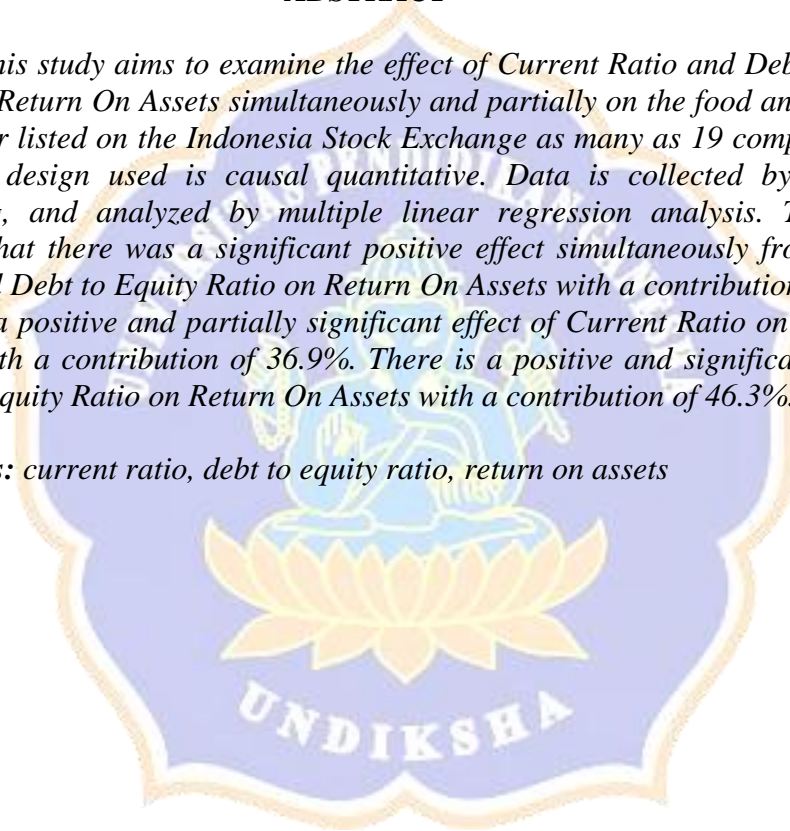 his study aims to examine the effect of Current Ratio and Deb
Return On Assets simultaneously and partially on the food an
r listed on the Indonesia Stock Exchange as many as 19 comp
design used is causal quantitative. Data is collected by
, and analyzed by multiple linear regression analysis. T
hat there was a significant positive effect simultaneously fro
d Debt to Equity Ratio on Return On Assets with a contribution
a positive and partially significant effect of Current Ratio on
th a contribution of 36.9%. There is a positive and significa
quity Ratio on Return On Assets with a contribution of 46.3%
s: current ratio, debt to equity ratio, return on assets
UNIVERSITAS PENDIDIKAN GANESHA
UNDIKSHA